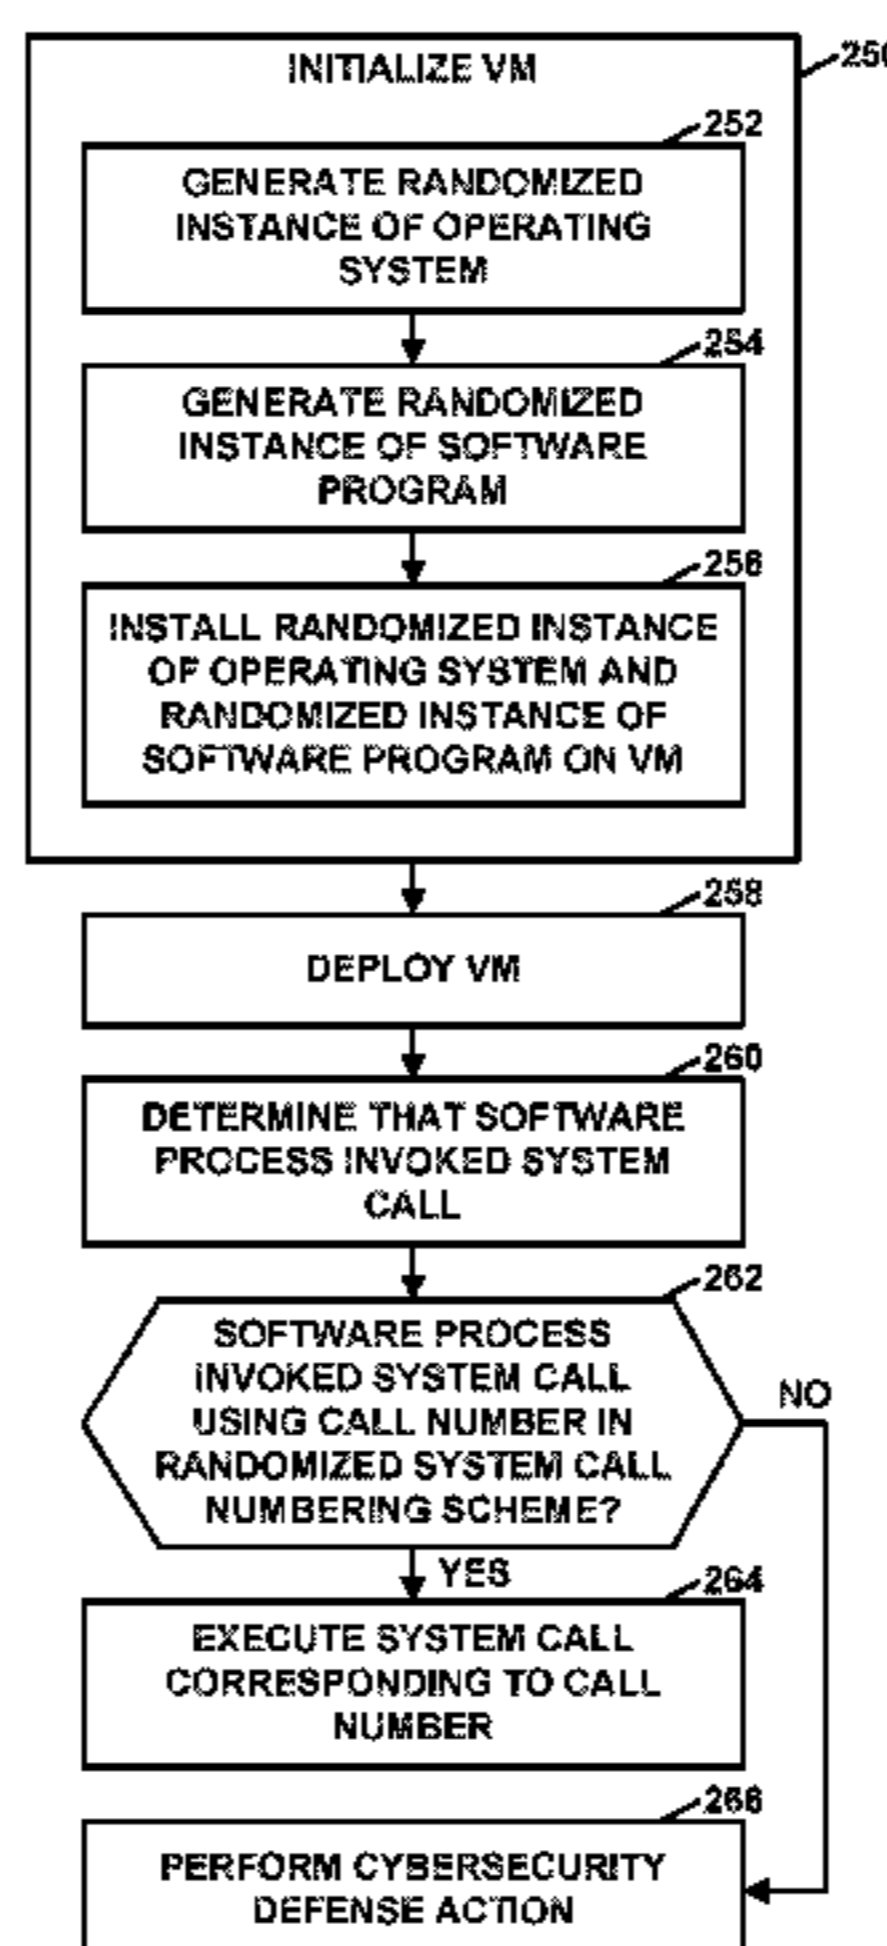 INITIALIZE VM
252
GENERATE RANDOMIZED
INSTANCE OF OPERATING
SYSTEM
254
GENERATE RANDOMIZED
INSTANCE OF SOFTWARE
PROGRAM
256
INSTALL RANDOMIZED INSTANCE
OF OPERATING SYSTEM AND
RANDOMIZED INSTANCE OF
SOFTWARE PROGRAM ON VM
258
DEPLOY VM
260
DETERMINE THAT SOFTWARE
PROCESS INVOKED SYSTEM
CALL
262
SOFTWARE PROCESS
INVOKED SYSTEM CALL
USING CALL NUMBER IN
RANDOMIZED SYSTEM CALL
NUMBERING SCHEME?
NO
YES
264
EXECUTE SYSTEM CALL
CORRESPONDING TO CALL
NUMBER
266
PERFORM CYBERSECURITY
DEFENSE ACTION